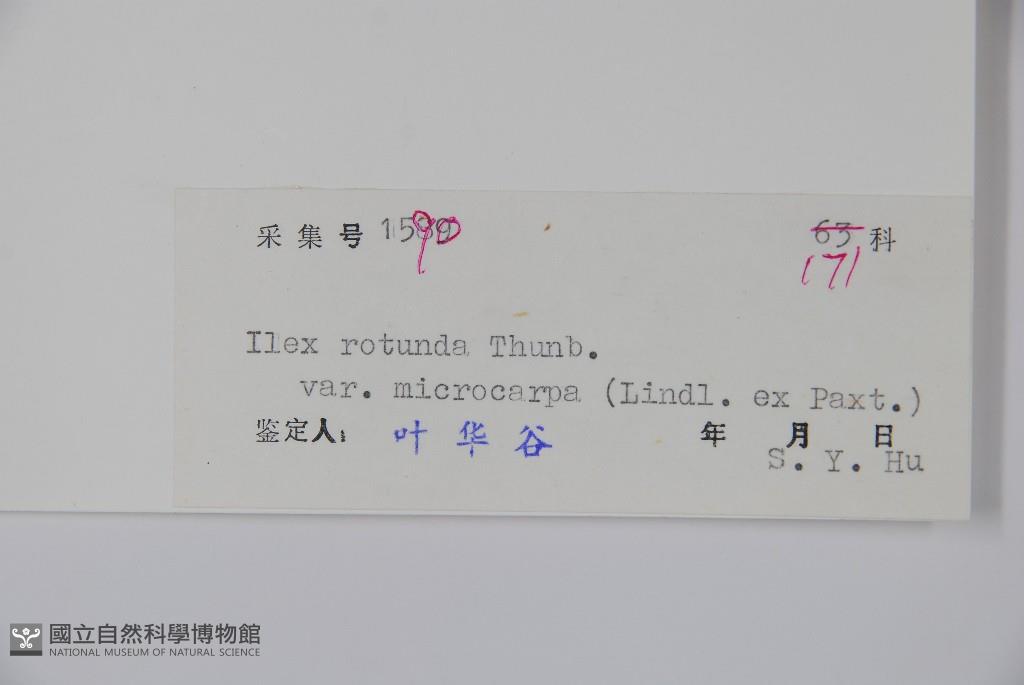 采集号 1590 63 科
171
Ilex rotunda Thunb.
var. microcarpa (Lindl. ex Paxt.)
鉴定人: 叶华谷 年 月 日
S. Y. Hu
國立自然科學博物館
NATIONAL MUSEUM OF NATURAL SCIENCE